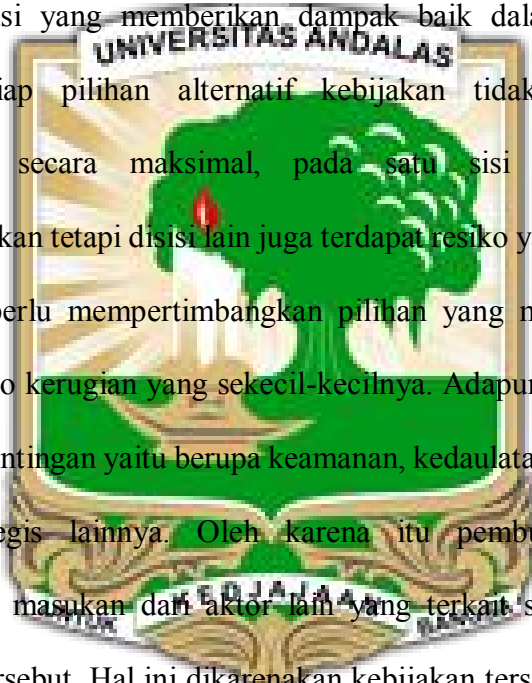 si yang memberikan dampak baik dal
UNIVERSITAS ANDALAS
iap pilihan alternatif kebijakan tidak
secara maksimal, pada satu sisi
kan tetapi disisi lain juga terdapat resiko y
perlu mempertimbangkan pilihan yang m
o kerugian yang sekecil-kecilnya. Adapun
ntingan yaitu berupa keamanan, kedaulata
egis lainnya. Oleh karena itu pembu
KEDJAJAAN
masukan dari aktor lain yang terkait s
UNTUK BANGSA
rsebut. Hal ini dikarenakan kebijakan ters